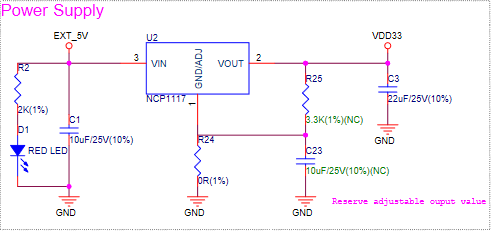 Power Supply
EXT_5V
U2
VDD33
R2
3
VIN
GND/ADJ
VOUT
2
R25
C3
2K(1%)
NCP1117
22uF/25V(10%)
C1
1
3.3K(1%)(NC)
D1
10uF/25V(10%)
R24
GND
RED LED
C23
10uF/25V(10%)(NC)
0R(1%)
Reserve adjustable ouput value
GND
GND
GND